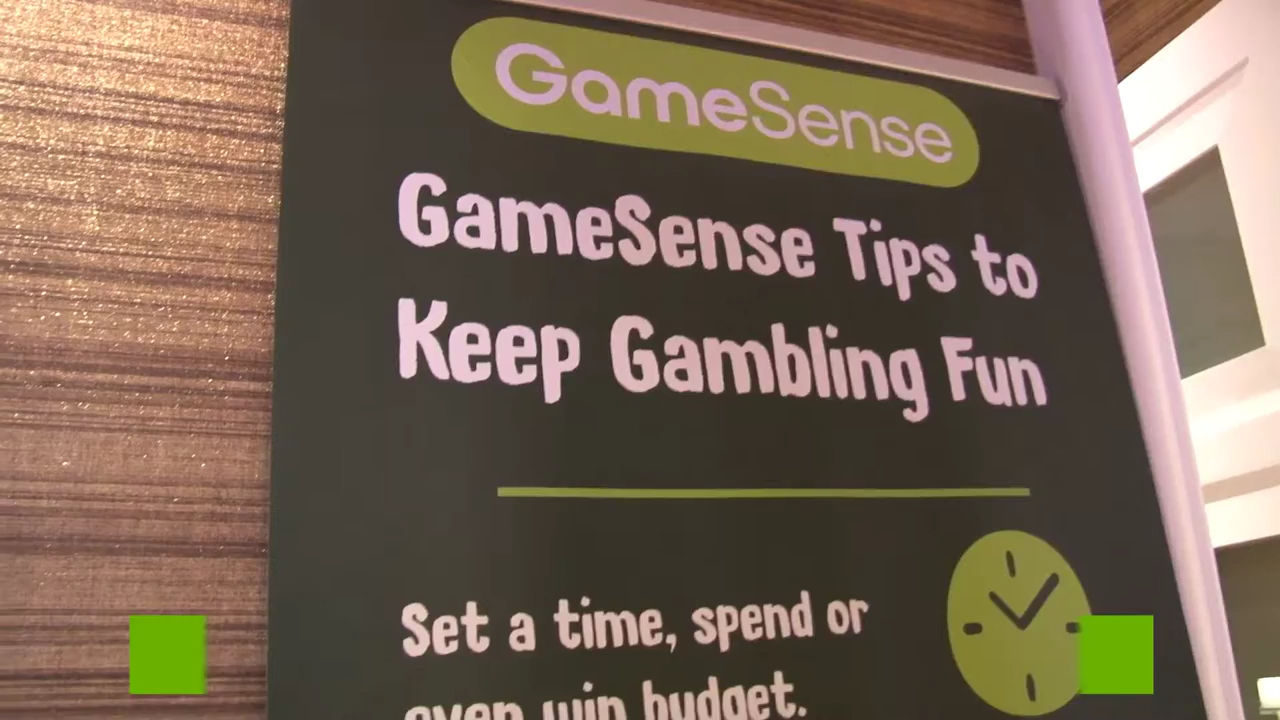 GameSense
GameSense Tips to
Keep Gambling Fun
Set a time, spend or
even win budget.